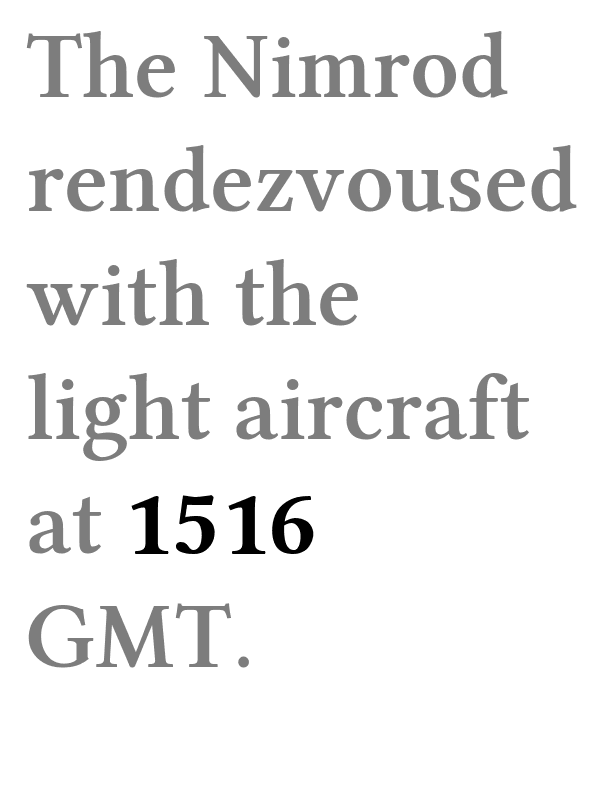 The Nimrod
rendezvoused
with the
light aircraft
at 1516
GMT.